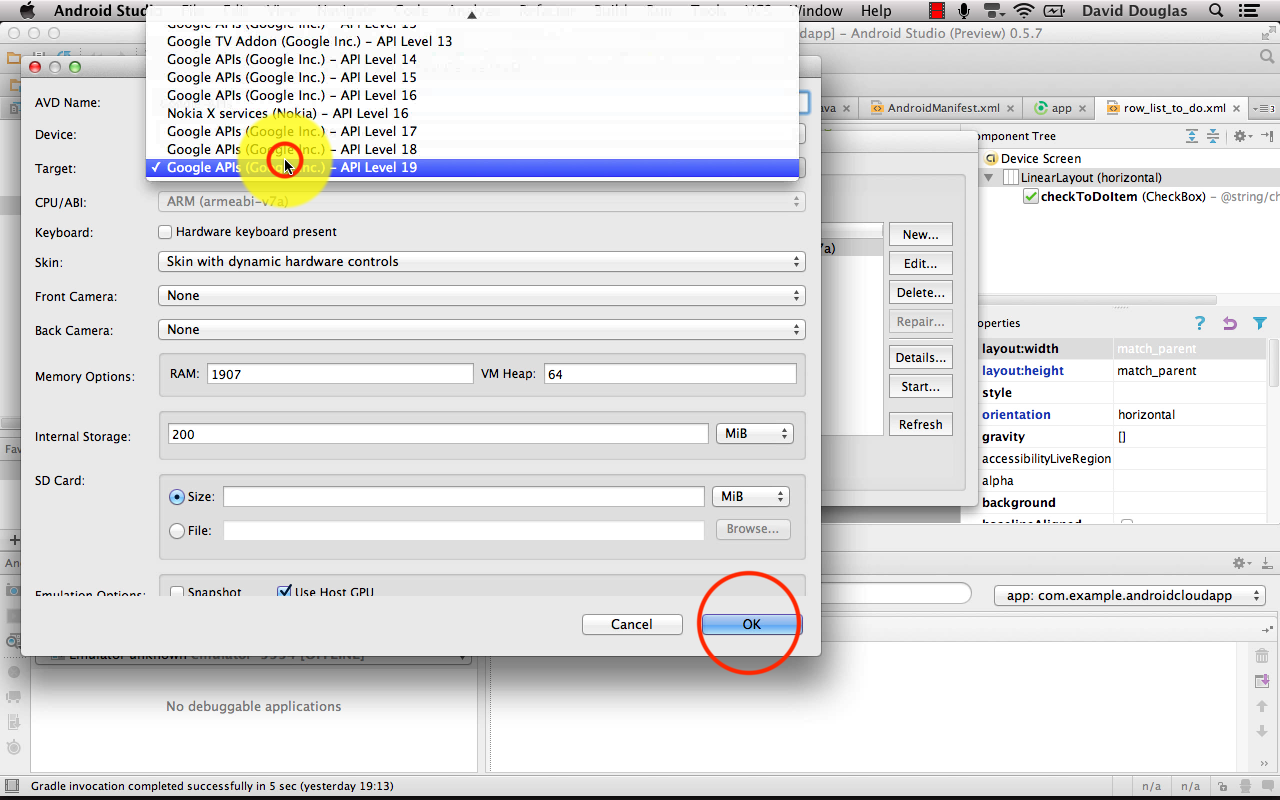 Android Studio
Window Help
David Douglas
dapp] – Android Studio (Preview) 0.5.7
Google TV Addon (Google Inc.) – API Level 13
Google APIs (Google Inc.) – API Level 14
Google APIs (Google Inc.) – API Level 15
Google APIs (Google Inc.) – API Level 16
Nokia X services (Nokia) – API Level 16
Google APIs (Google Inc.) – API Level 17
Google APIs (Google Inc.) – API Level 18
✓ Google APIs (Google Inc.) – API Level 19
AVD Name:
Device:
Target:
CPU/ABI: ARM (armeabi-v7a)
Keyboard: Hardware keyboard present
Skin: Skin with dynamic hardware controls
Front Camera: None
Back Camera: None
Memory Options: RAM: 1907 VM Heap: 64
Internal Storage: 200 MiB
SD Card:
Size: MiB
File: Browse...
Emulation Options: Snapshot Use Host GPU
Cancel OK
7a)
New...
Edit...
Delete...
Repair...
Details...
Start...
Refresh
ava AndroidManifest.xml app row_list_to_do.xml
omponent Tree
Device Screen
LinearLayout (horizontal)
checkToDoItem (CheckBox) – @string/ch
operties
layout:width match_parent
layout:height match_parent
style
orientation horizontal
gravity []
accessibilityLiveRegion
alpha
background
baselineAligned
app: com.example.androidcloudapp
Fav
An
No debuggable applications
Gradle invocation completed successfully in 5 sec (yesterday 19:13)
n/a n/a